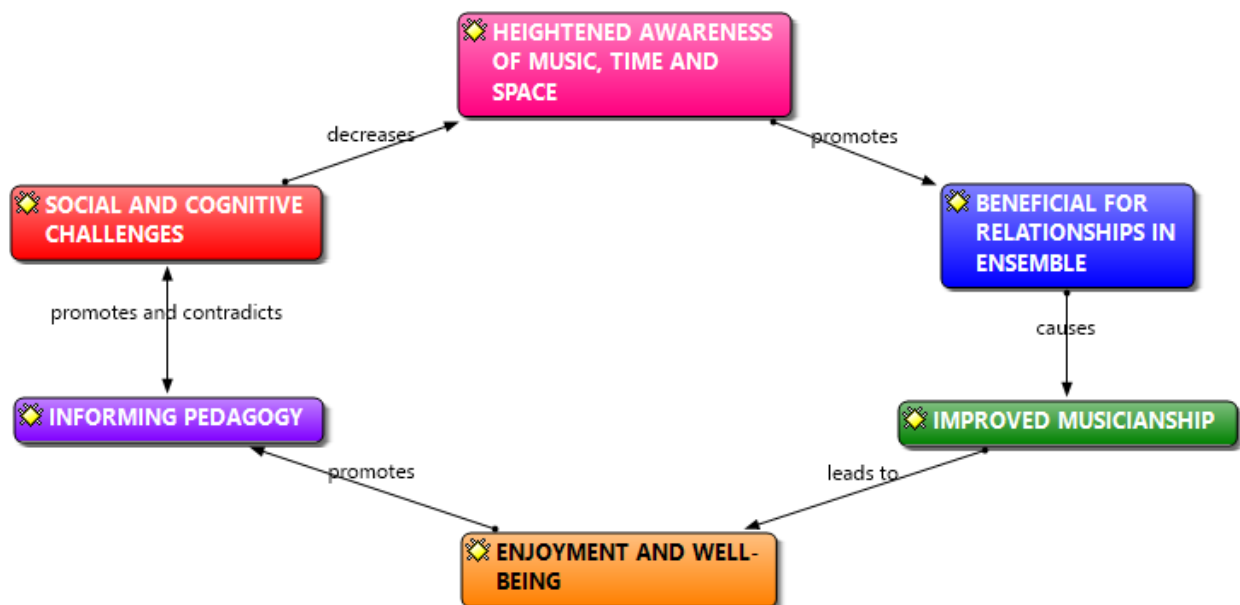 HEIGHTENED AWARENESS
OF MUSIC, TIME AND
SPACE
decreases
promotes
SOCIAL AND COGNITIVE
CHALLENGES
BENEFICIAL FOR
RELATIONSHIPS IN
ENSEMBLE
promotes and contradicts
causes
INFORMING PEDAGOGY
IMPROVED MUSICIANSHIP
promotes
leads to
ENJOYMENT AND WELL-
BEING